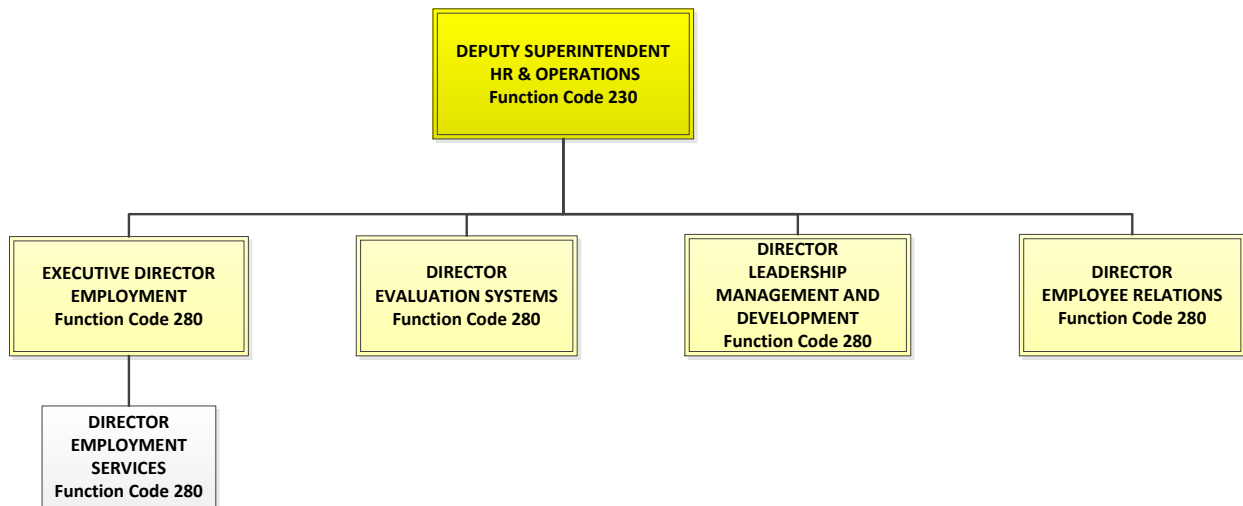 DEPUTY SUPERINTENDENT
HR & OPERATIONS
Function Code 230
EXECUTIVE DIRECTOR
EMPLOYMENT
Function Code 280
DIRECTOR
EVALUATION SYSTEMS
Function Code 280
DIRECTOR
LEADERSHIP
MANAGEMENT AND
DEVELOPMENT
Function Code 280
DIRECTOR
EMPLOYEE RELATIONS
Function Code 280
DIRECTOR
EMPLOYMENT
SERVICES
Function Code 280